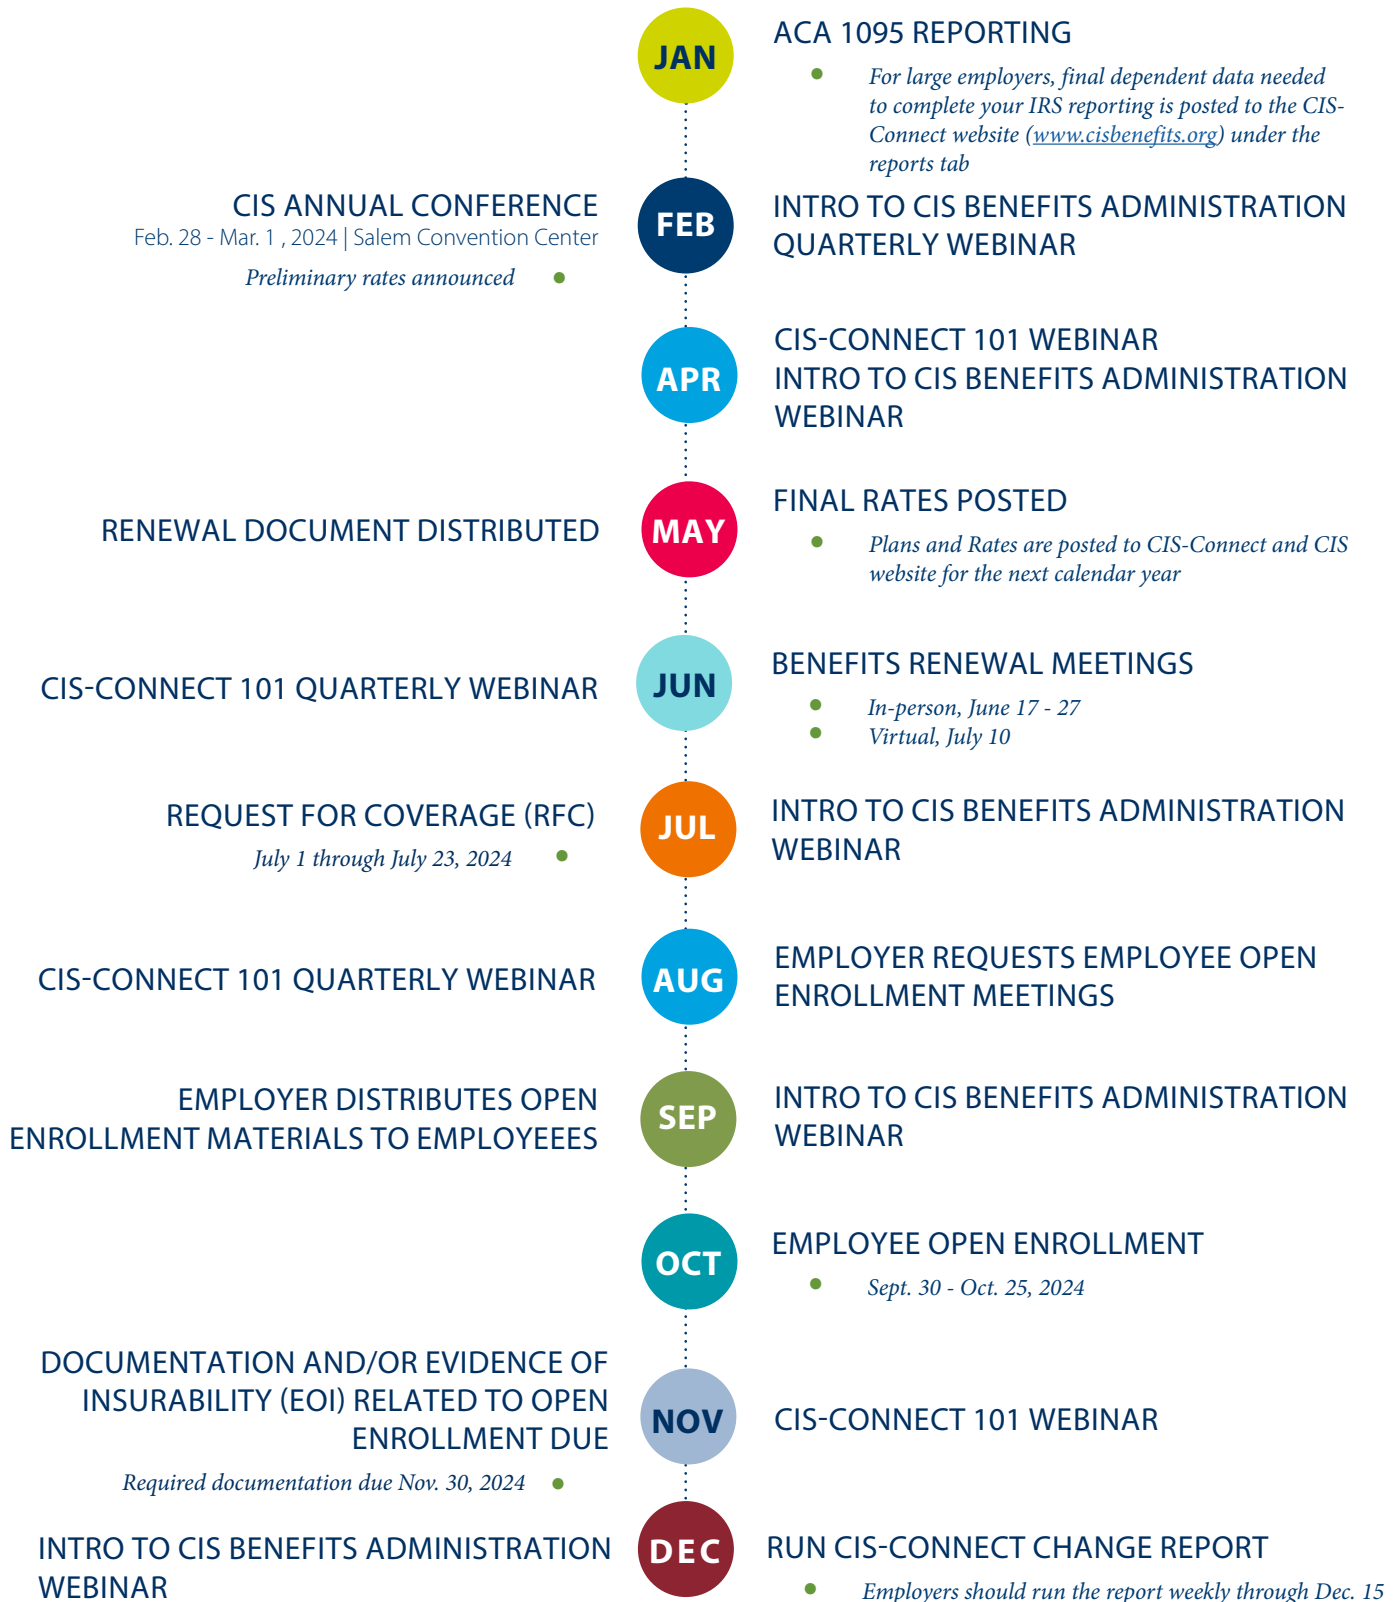 JAN
ACA 1095 REPORTING
• For large employers, final dependent data needed
to complete your IRS reporting is posted to the CIS-
Connect website (www.cisbenefits.org) under the
reports tab
CIS ANNUAL CONFERENCE
Feb. 28 - Mar. 1 , 2024 | Salem Convention Center
Preliminary rates announced •
FEB
INTRO TO CIS BENEFITS ADMINISTRATION
QUARTERLY WEBINAR
APR
CIS-CONNECT 101 WEBINAR
INTRO TO CIS BENEFITS ADMINISTRATION
WEBINAR
RENEWAL DOCUMENT DISTRIBUTED
MAY
FINAL RATES POSTED
• Plans and Rates are posted to CIS-Connect and CIS
website for the next calendar year
CIS-CONNECT 101 QUARTERLY WEBINAR
JUN
BENEFITS RENEWAL MEETINGS
• In-person, June 17 - 27
• Virtual, July 10
REQUEST FOR COVERAGE (RFC)
July 1 through July 23, 2024 •
JUL
INTRO TO CIS BENEFITS ADMINISTRATION
WEBINAR
CIS-CONNECT 101 QUARTERLY WEBINAR
AUG
EMPLOYER REQUESTS EMPLOYEE OPEN
ENROLLMENT MEETINGS
EMPLOYER DISTRIBUTES OPEN
ENROLLMENT MATERIALS TO EMPLOYEEES
SEP
INTRO TO CIS BENEFITS ADMINISTRATION
WEBINAR
OCT
EMPLOYEE OPEN ENROLLMENT
• Sept. 30 - Oct. 25, 2024
DOCUMENTATION AND/OR EVIDENCE OF
INSURABILITY (EOI) RELATED TO OPEN
ENROLLMENT DUE
Required documentation due Nov. 30, 2024 •
NOV
CIS-CONNECT 101 WEBINAR
INTRO TO CIS BENEFITS ADMINISTRATION
WEBINAR
DEC
RUN CIS-CONNECT CHANGE REPORT
• Employers should run the report weekly through Dec. 15